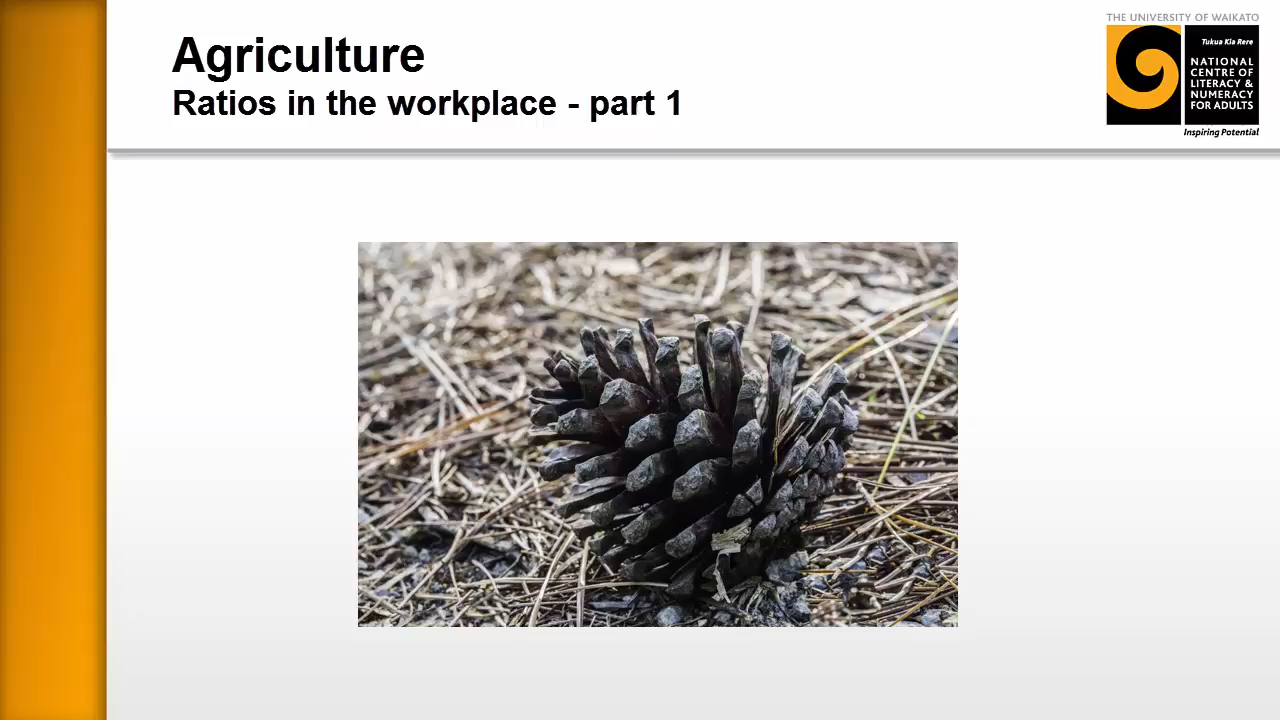 Agriculture
Ratios in the workplace - part 1
THE UNIVERSITY OF WAIKATO
Tukua Kia Rere
NATIONAL
CENTRE OF
LITERACY &
NUMERACY
FOR ADULTS
Inspiring Potential